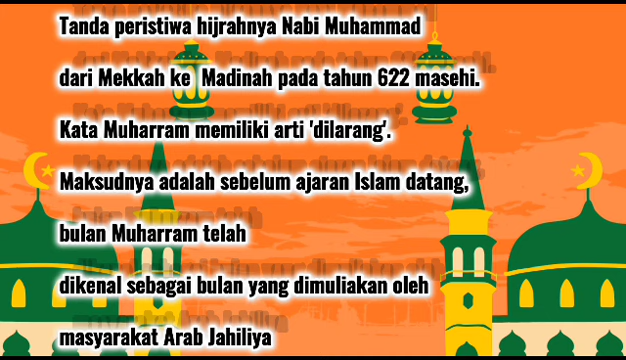 Tanda peristiwa hijrahnya Nabi Muhammad
dari Mekkah ke Madinah pada tahun 622 masehi.
Kata Muharram memiliki arti 'dilarang'.
Maksudnya adalah sebelum ajaran Islam datang,
bulan Muharram telah
dikenal sebagai bulan yang dimuliakan oleh
masyarakat Arab Jahiliya